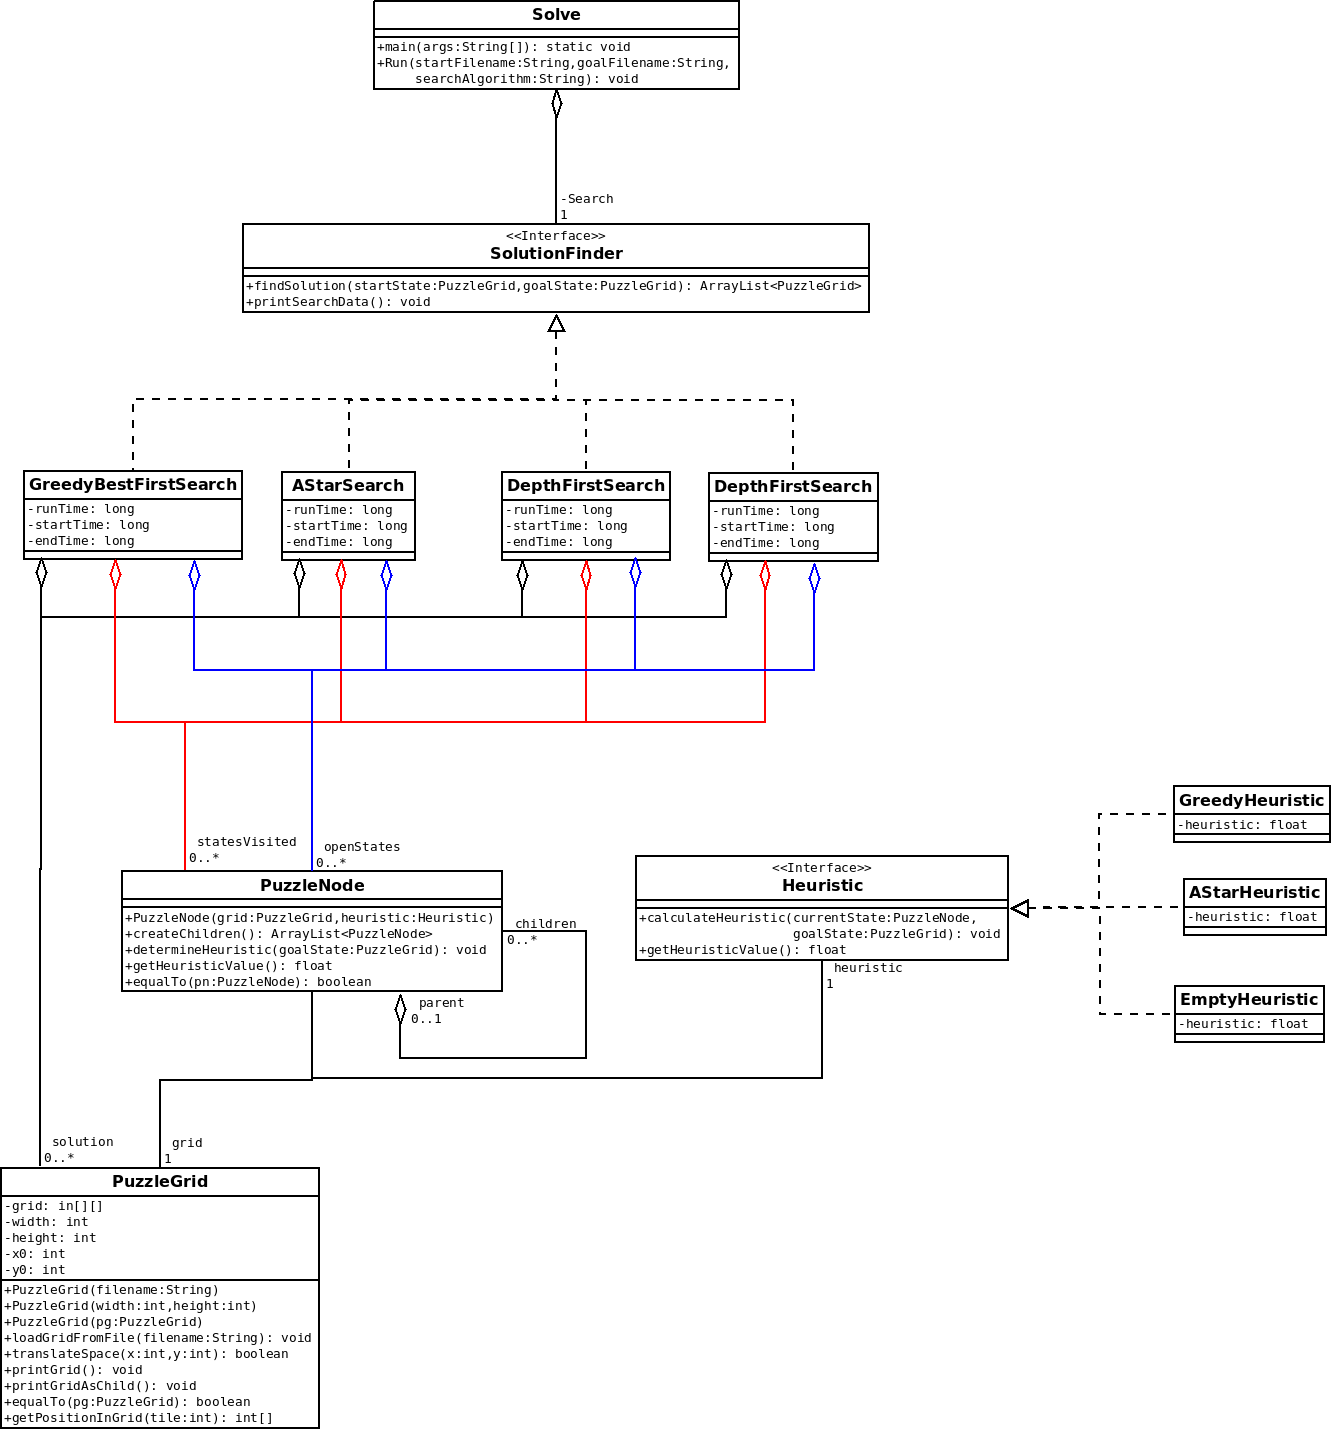 Solve
+main(args:String[]): static void
+Run(startFilename:String,goalFilename:String,
searchAlgorithm:String): void
-Search
1
<<Interface>>
SolutionFinder
+findSolution(startState:PuzzleGrid,goalState:PuzzleGrid): ArrayList<PuzzleGrid>
+printSearchData(): void
GreedyBestFirstSearch
-runTime: long
-startTime: long
-endTime: long
AStarSearch
-runTime: long
-startTime: long
-endTime: long
DepthFirstSearch
-runTime: long
-startTime: long
-endTime: long
DepthFirstSearch
-runTime: long
-startTime: long
-endTime: long
statesVisited
0..*
openStates
0..*
PuzzleNode
+PuzzleNode(grid:PuzzleGrid,heuristic:Heuristic)
+createChildren(): ArrayList<PuzzleNode>
+determineHeuristic(goalState:PuzzleGrid): void
+getHeuristicValue(): float
+equalTo(pn:PuzzleNode): boolean
children
0..*
parent
0..1
<<Interface>>
Heuristic
+calculateHeuristic(currentState:PuzzleNode,
goalState:PuzzleGrid): void
+getHeuristicValue(): float
heuristic
1
GreedyHeuristic
-heuristic: float
AStarHeuristic
-heuristic: float
EmptyHeuristic
-heuristic: float
solution
0..*
grid
1
PuzzleGrid
-grid: in[][]
-width: int
-height: int
-x0: int
-y0: int
+PuzzleGrid(filename:String)
+PuzzleGrid(width:int,height:int)
+PuzzleGrid(pg:PuzzleGrid)
+loadGridFromFile(filename:String): void
+translateSpace(x:int,y:int): boolean
+printGrid(): void
+printGridAsChild(): void
+equalTo(pg:PuzzleGrid): boolean
+getPositionInGrid(tile:int): int[]